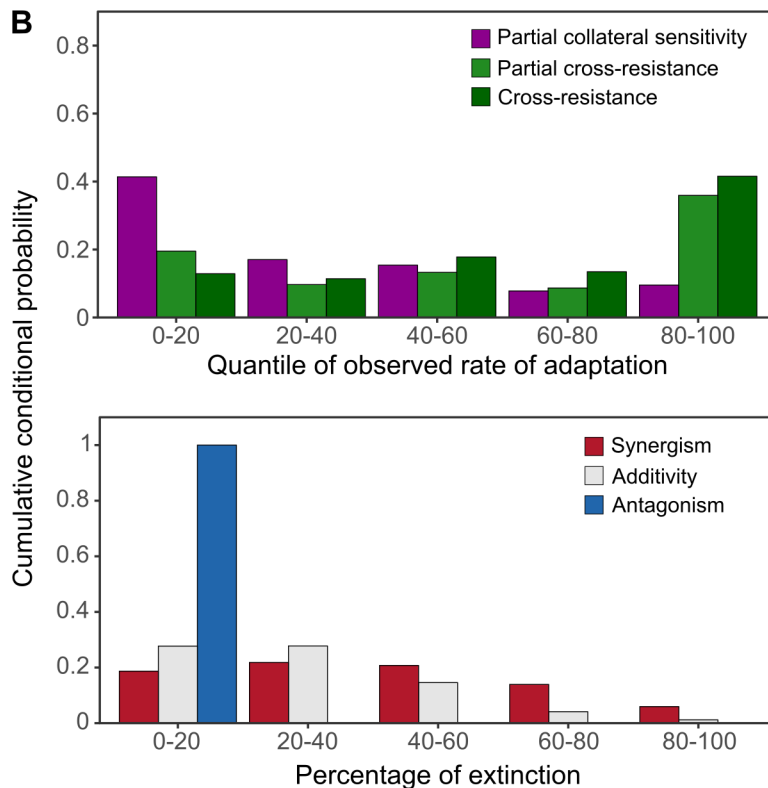 B
Cumulative conditional probability
0.8
0.6
0.4
0.2
0
Partial collateral sensitivity
Partial cross-resistance
Cross-resistance
0-20 20-40 40-60 60-80 80-100
Quantile of observed rate of adaptation
1
0.8
0.6
0.4
0.2
0
Synergism
Additivity
Antagonism
0-20 20-40 40-60 60-80 80-100
Percentage of extinction